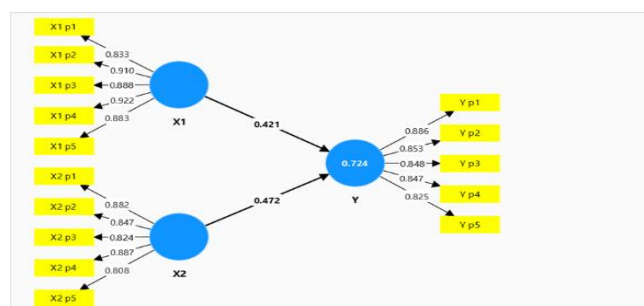 X1 p1
X1 p2
X1 p3
X1 p4
X1 p5
0.833
0.910
0.888
0.922
0.883
X1
0.421
X2 p1
X2 p2
X2 p3
X2 p4
X2 p5
0.882
0.847
0.824
0.887
0.808
X2
0.472
0.724
Y
0.886
0.853
0.848
0.847
0.825
Y p1
Y p2
Y p3
Y p4
Y p5